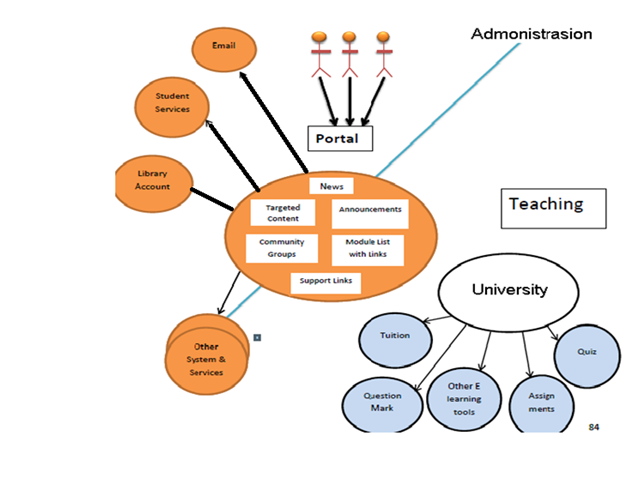 Admonistrasion
Email
Student
Services
Portal
Library
Account
News
Targeted
Content
Announcements
Teaching
Community
Groups
Module List
with Links
Support Links
University
Other
System &
Services
Tuition
Quiz
Question
Mark
Other E
learning
tools
Assign
ments
84